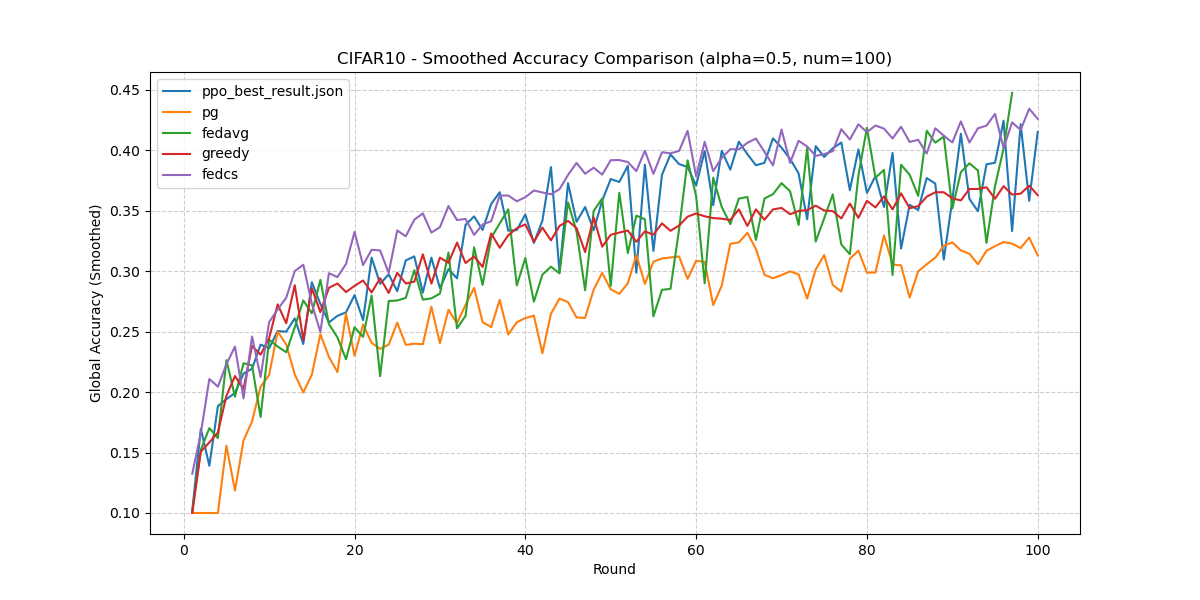 CIFAR10 - Smoothed Accuracy Comparison (alpha=0.5, num=100)
0.45
0.40
0.35
0.30
0.25
0.20
0.15
0.10
Global Accuracy (Smoothed)
ppo_best_result.json
pg
fedavg
greedy
fedcs
0
20
40
60
80
100
Round